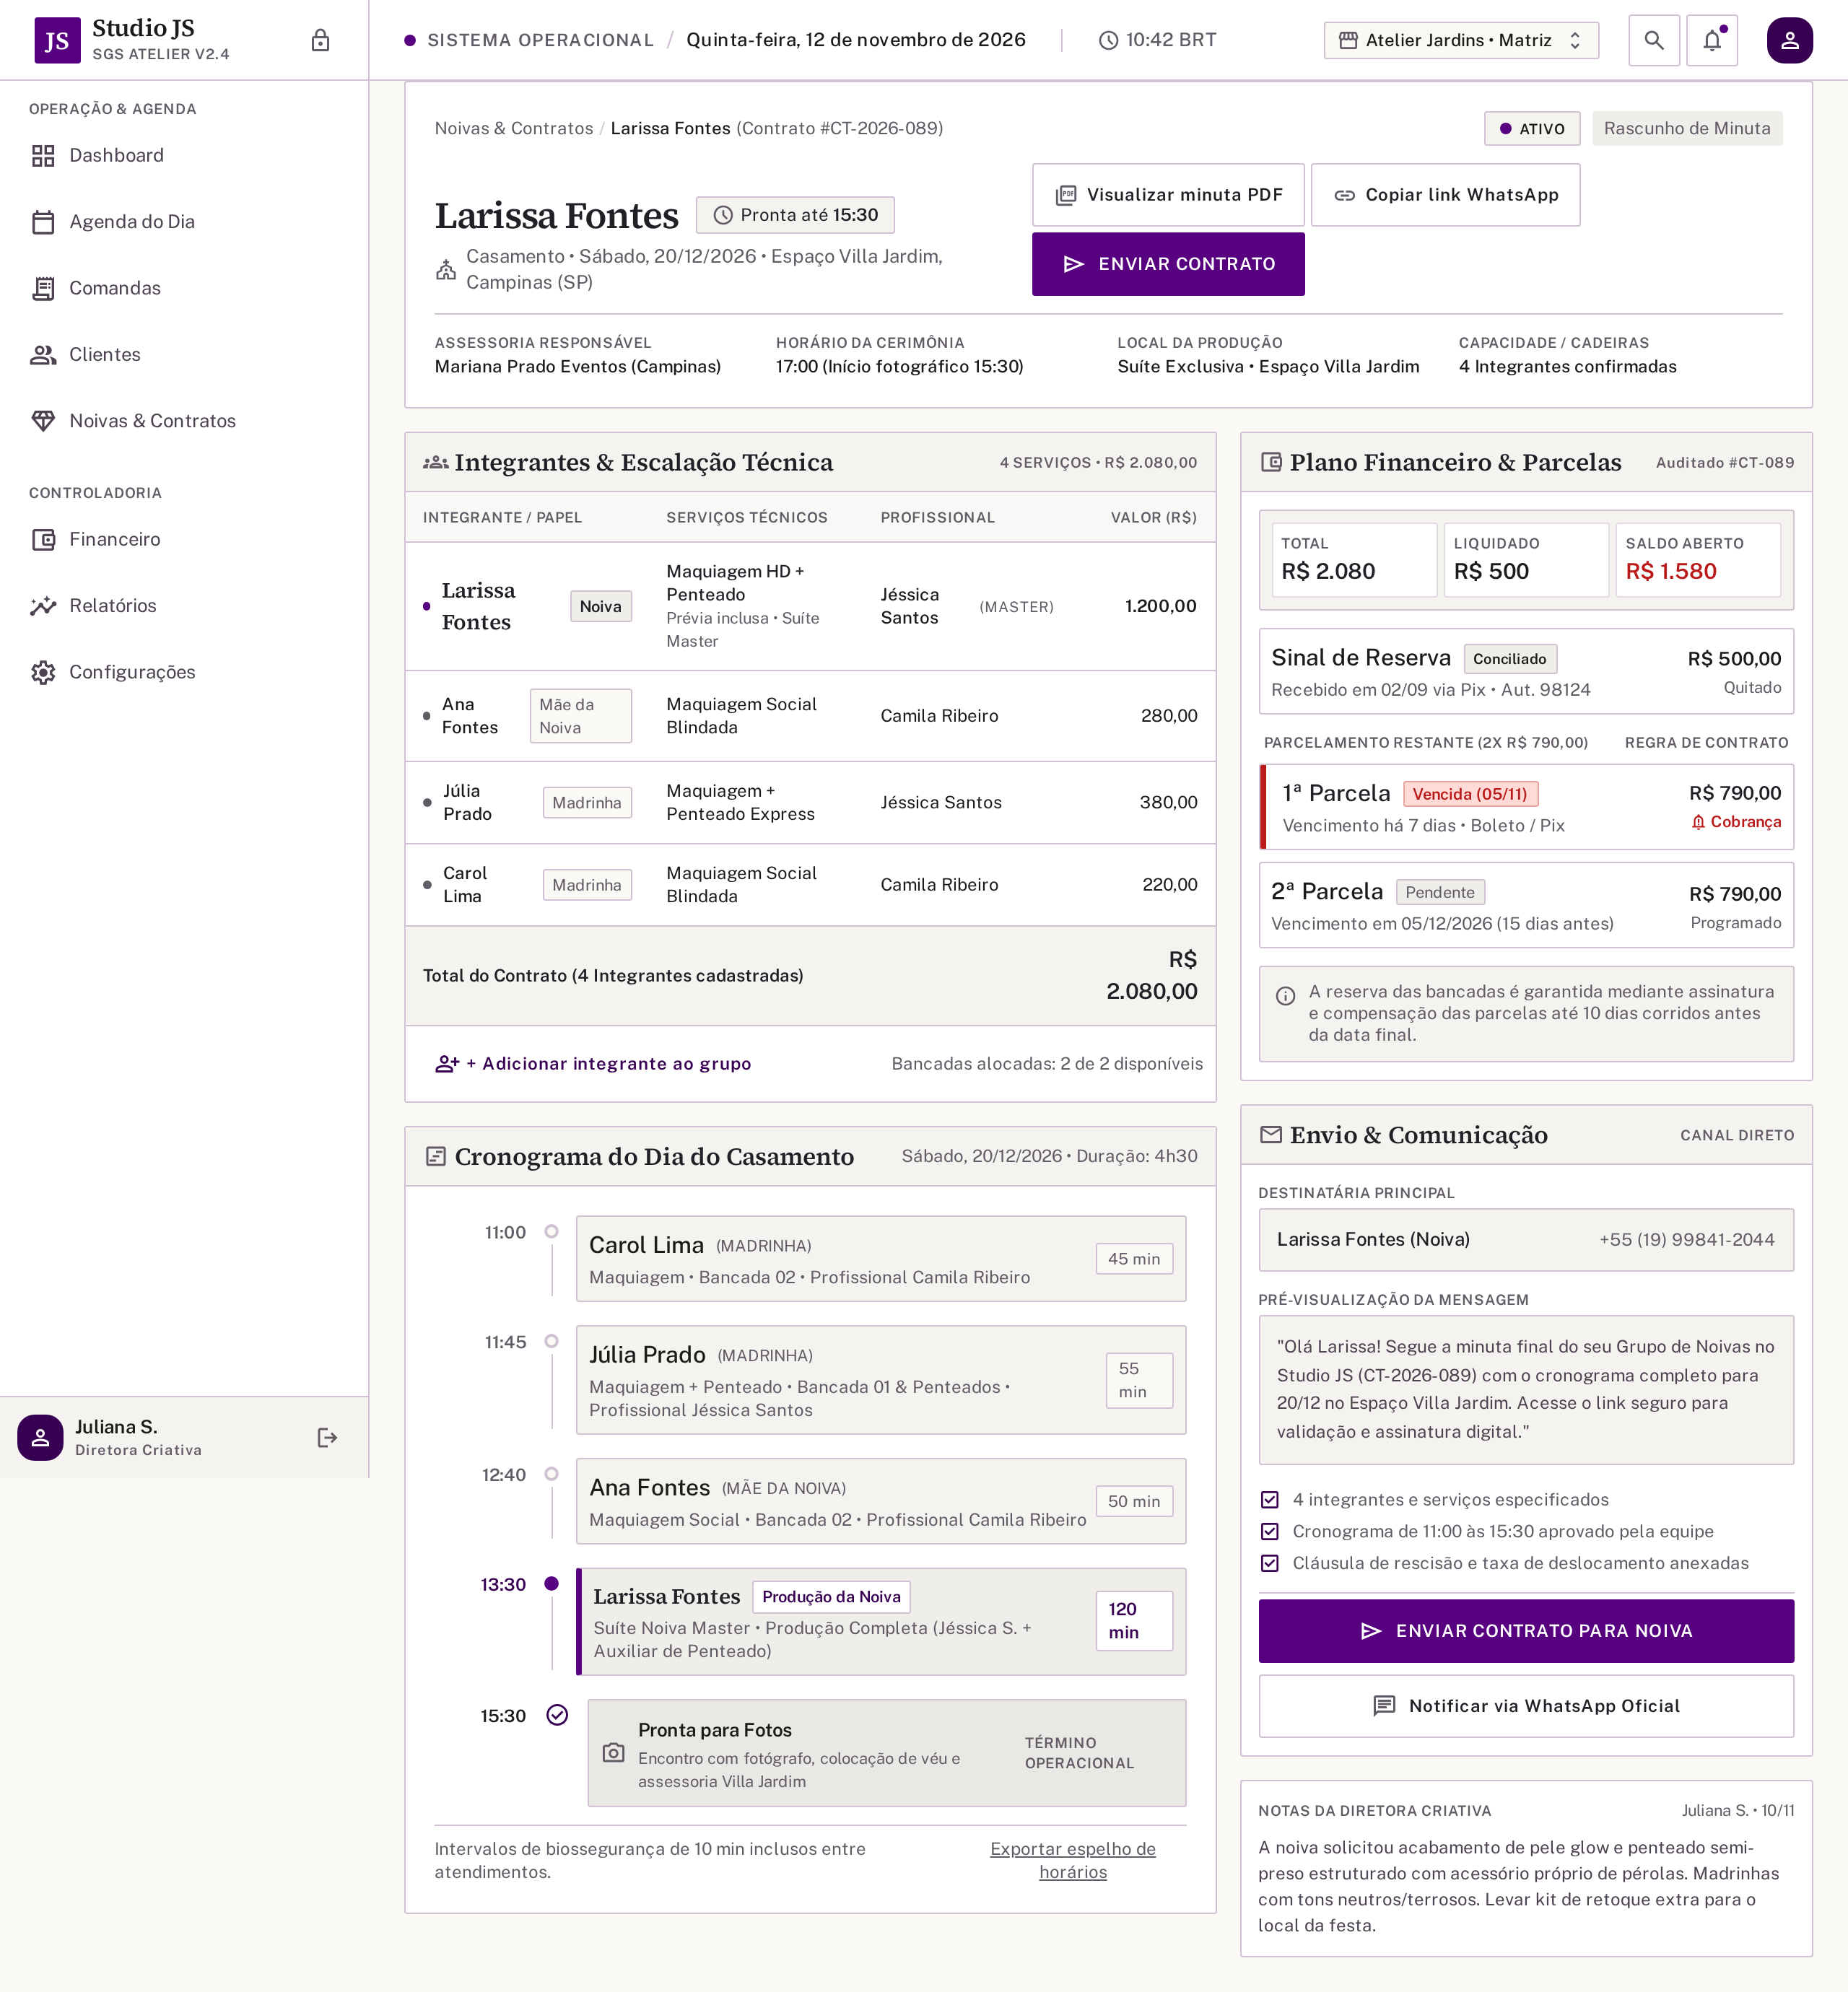 JS
Studio JS
SGS ATELIER V2.4
SISTEMA OPERACIONAL / Quinta-feira, 12 de novembro de 2026
10:42 BRT
Atelier Jardins • Matriz
OPERAÇÃO & AGENDA
Dashboard
Agenda do Dia
Comandas
Clientes
Noivas & Contratos
CONTROLADORIA
Financeiro
Relatórios
Configurações
Juliana S.
Diretora Criativa
Noivas & Contratos / Larissa Fontes (Contrato #CT-2026-089)
ATIVO
Rascunho de Minuta
Larissa Fontes
Pronta até 15:30
Casamento • Sábado, 20/12/2026 • Espaço Villa Jardim,
Campinas (SP)
Visualizar minuta PDF
Copiar link WhatsApp
ENVIAR CONTRATO
ASSESSORIA RESPONSÁVEL
Mariana Prado Eventos (Campinas)
HORÁRIO DA CERIMÔNIA
17:00 (Início fotográfico 15:30)
LOCAL DA PRODUÇÃO
Suíte Exclusiva • Espaço Villa Jardim
CAPACIDADE / CADEIRAS
4 Integrantes confirmadas
Integrantes & Escalação Técnica
4 SERVIÇOS • R$ 2.080,00
INTEGRANTE / PAPEL
SERVIÇOS TÉCNICOS
PROFISSIONAL
VALOR (R$)
Larissa
Fontes
Noiva
Maquiagem HD +
Penteado
Prévia inclusa • Suíte
Master
Jéssica
Santos
(MASTER)
1.200,00
Ana
Fontes
Mãe da
Noiva
Maquiagem Social
Blindada
Camila Ribeiro
280,00
Júlia
Prado
Madrinha
Maquiagem +
Penteado Express
Jéssica Santos
380,00
Carol
Lima
Madrinha
Maquiagem Social
Blindada
Camila Ribeiro
220,00
Total do Contrato (4 Integrantes cadastradas)
R$
2.080,00
+ Adicionar integrante ao grupo
Bancadas alocadas: 2 de 2 disponíveis
Cronograma do Dia do Casamento
Sábado, 20/12/2026 • Duração: 4h30
11:00
Carol Lima (MADRINHA)
Maquiagem • Bancada 02 • Profissional Camila Ribeiro
45 min
11:45
Júlia Prado (MADRINHA)
Maquiagem + Penteado • Bancada 01 & Penteados •
Profissional Jéssica Santos
55
min
12:40
Ana Fontes (MÃE DA NOIVA)
Maquiagem Social • Bancada 02 • Profissional Camila Ribeiro
50 min
13:30
Larissa Fontes
Produção da Noiva
Suíte Noiva Master • Produção Completa (Jéssica S. +
Auxiliar de Penteado)
120
min
15:30
Pronta para Fotos
Encontro com fotógrafo, colocação de véu e
assessoria Villa Jardim
TÉRMINO
OPERACIONAL
Intervalos de biossegurança de 10 min inclusos entre
atendimentos.
Exportar espelho de
horários
Plano Financeiro & Parcelas
Auditado #CT-089
TOTAL
R$ 2.080
LIQUIDADO
R$ 500
SALDO ABERTO
R$ 1.580
Sinal de Reserva
Conciliado
Recebido em 02/09 via Pix • Aut. 98124
R$ 500,00
Quitado
PARCELAMENTO RESTANTE (2X R$ 790,00)
REGRA DE CONTRATO
1ª Parcela
Vencida (05/11)
Vencimento há 7 dias • Boleto / Pix
R$ 790,00
Cobrança
2ª Parcela
Pendente
Vencimento em 05/12/2026 (15 dias antes)
R$ 790,00
Programado
A reserva das bancadas é garantida mediante assinatura
e compensação das parcelas até 10 dias corridos antes
da data final.
Envio & Comunicação
CANAL DIRETO
DESTINATÁRIA PRINCIPAL
Larissa Fontes (Noiva)
+55 (19) 99841-2044
PRÉ-VISUALIZAÇÃO DA MENSAGEM
"Olá Larissa! Segue a minuta final do seu Grupo de Noivas no
Studio JS (CT-2026-089) com o cronograma completo para
20/12 no Espaço Villa Jardim. Acesse o link seguro para
validação e assinatura digital."
4 integrantes e serviços especificados
Cronograma de 11:00 às 15:30 aprovado pela equipe
Cláusula de rescisão e taxa de deslocamento anexadas
ENVIAR CONTRATO PARA NOIVA
Notificar via WhatsApp Oficial
NOTAS DA DIRETORA CRIATIVA
Juliana S. • 10/11
A noiva solicitou acabamento de pele glow e penteado semi-
preso estruturado com acessório próprio de pérolas. Madrinhas
com tons neutros/terrosos. Levar kit de retoque extra para o
local da festa.